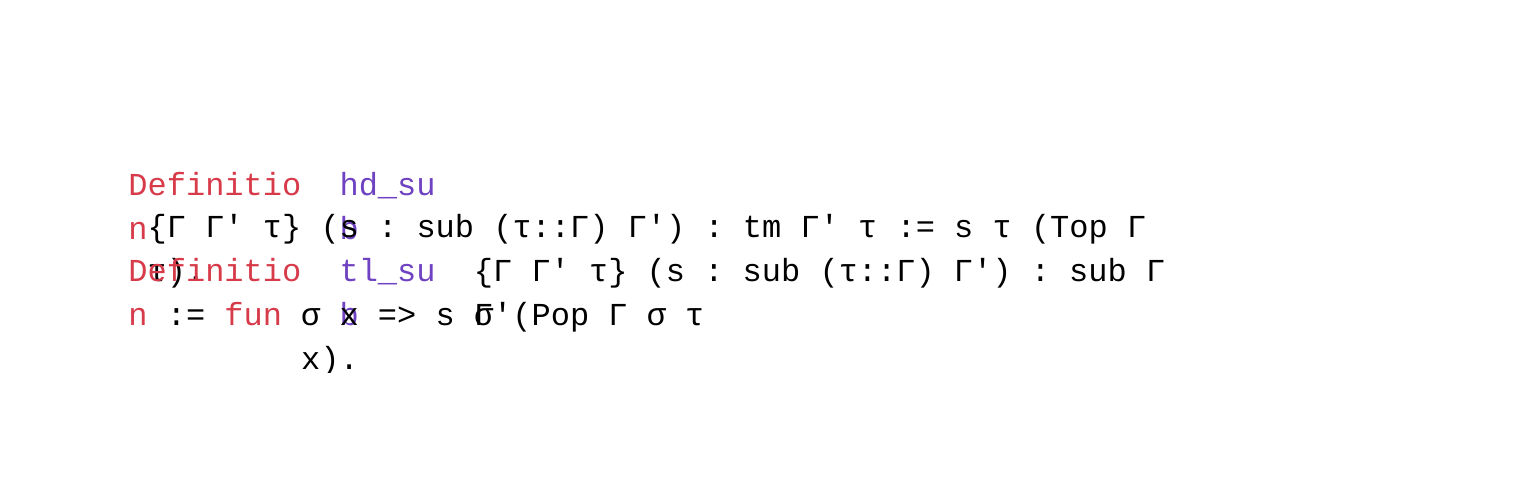 Definition hd_sub
{Γ Γ' τ} (s : sub (τ::Γ) Γ') : tm Γ' τ := s τ (Top Γ τ).
Definition tl_sub {Γ Γ' τ} (s : sub (τ::Γ) Γ') : sub Γ Γ'
:= fun σ x => s σ (Pop Γ σ τ x).